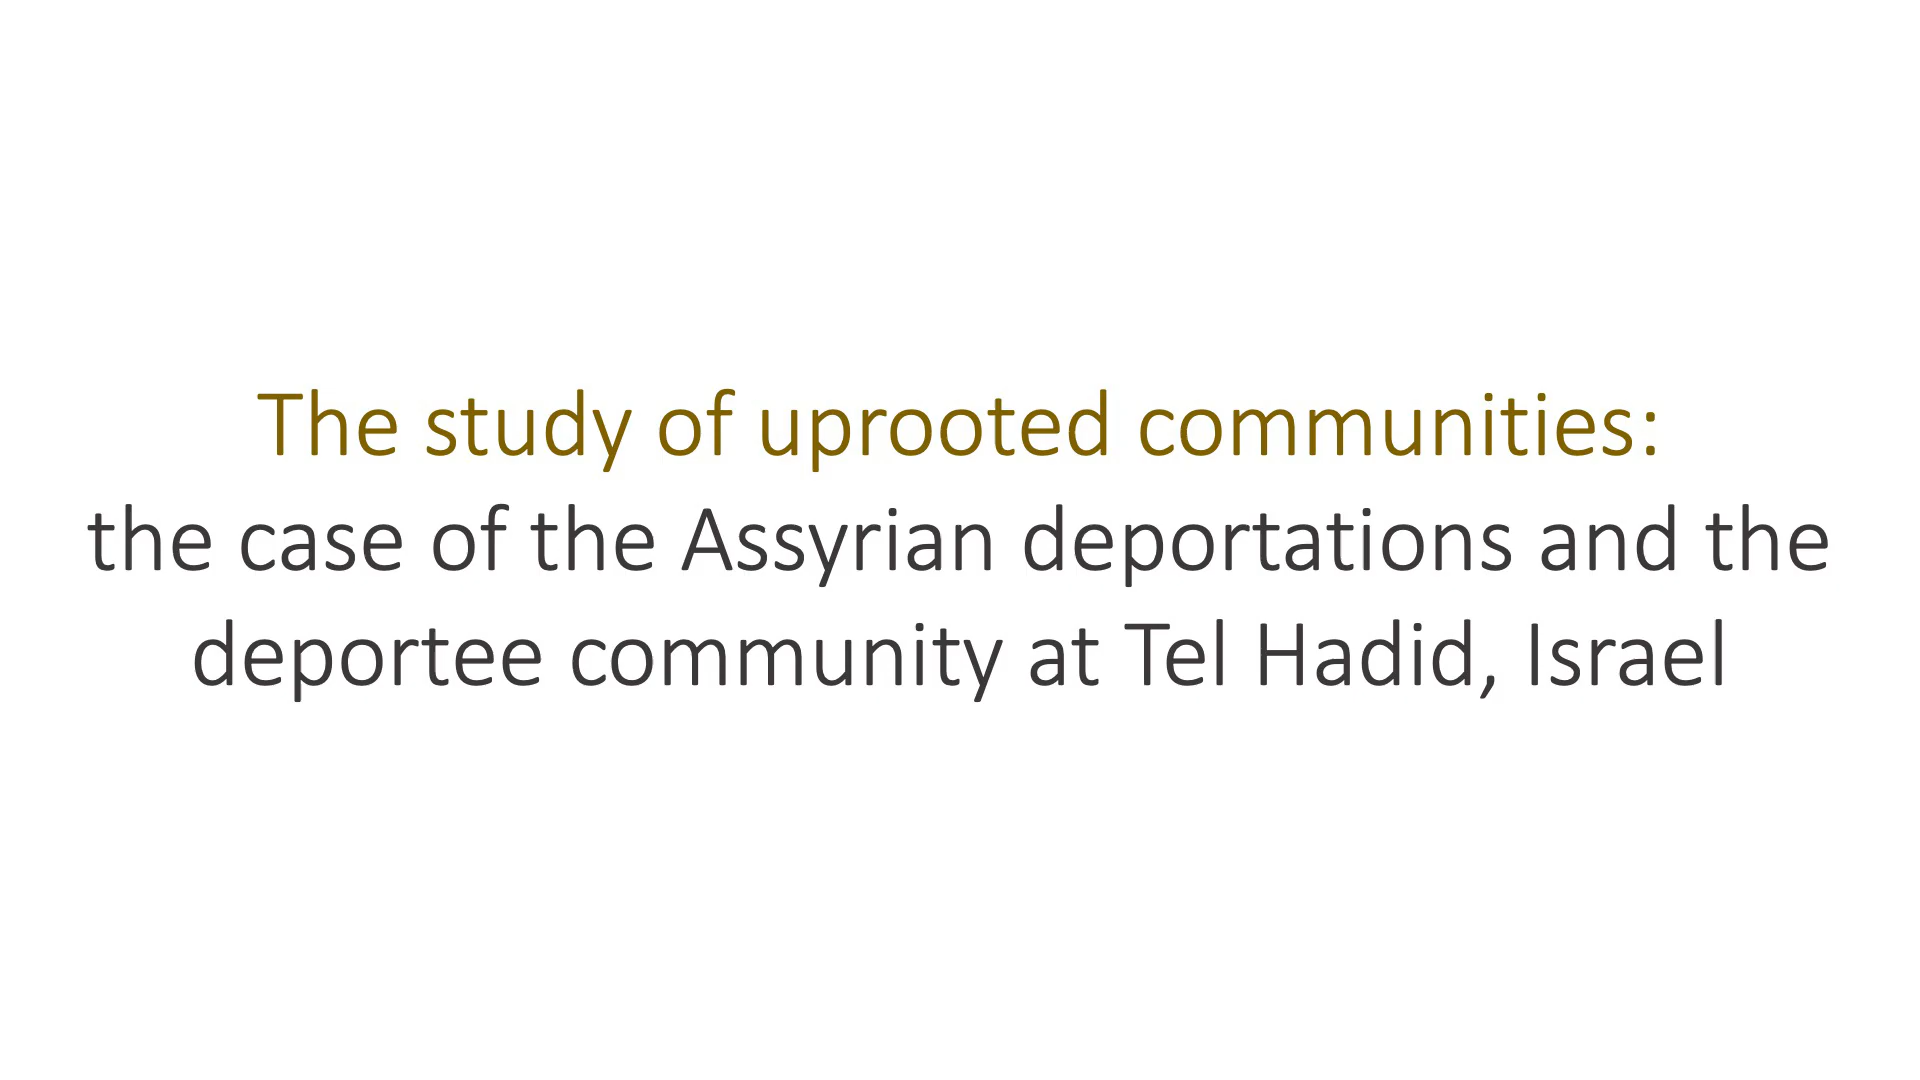 The study of uprooted communities:
the case of the Assyrian deportations and the
deportee community at Tel Hadid, Israel